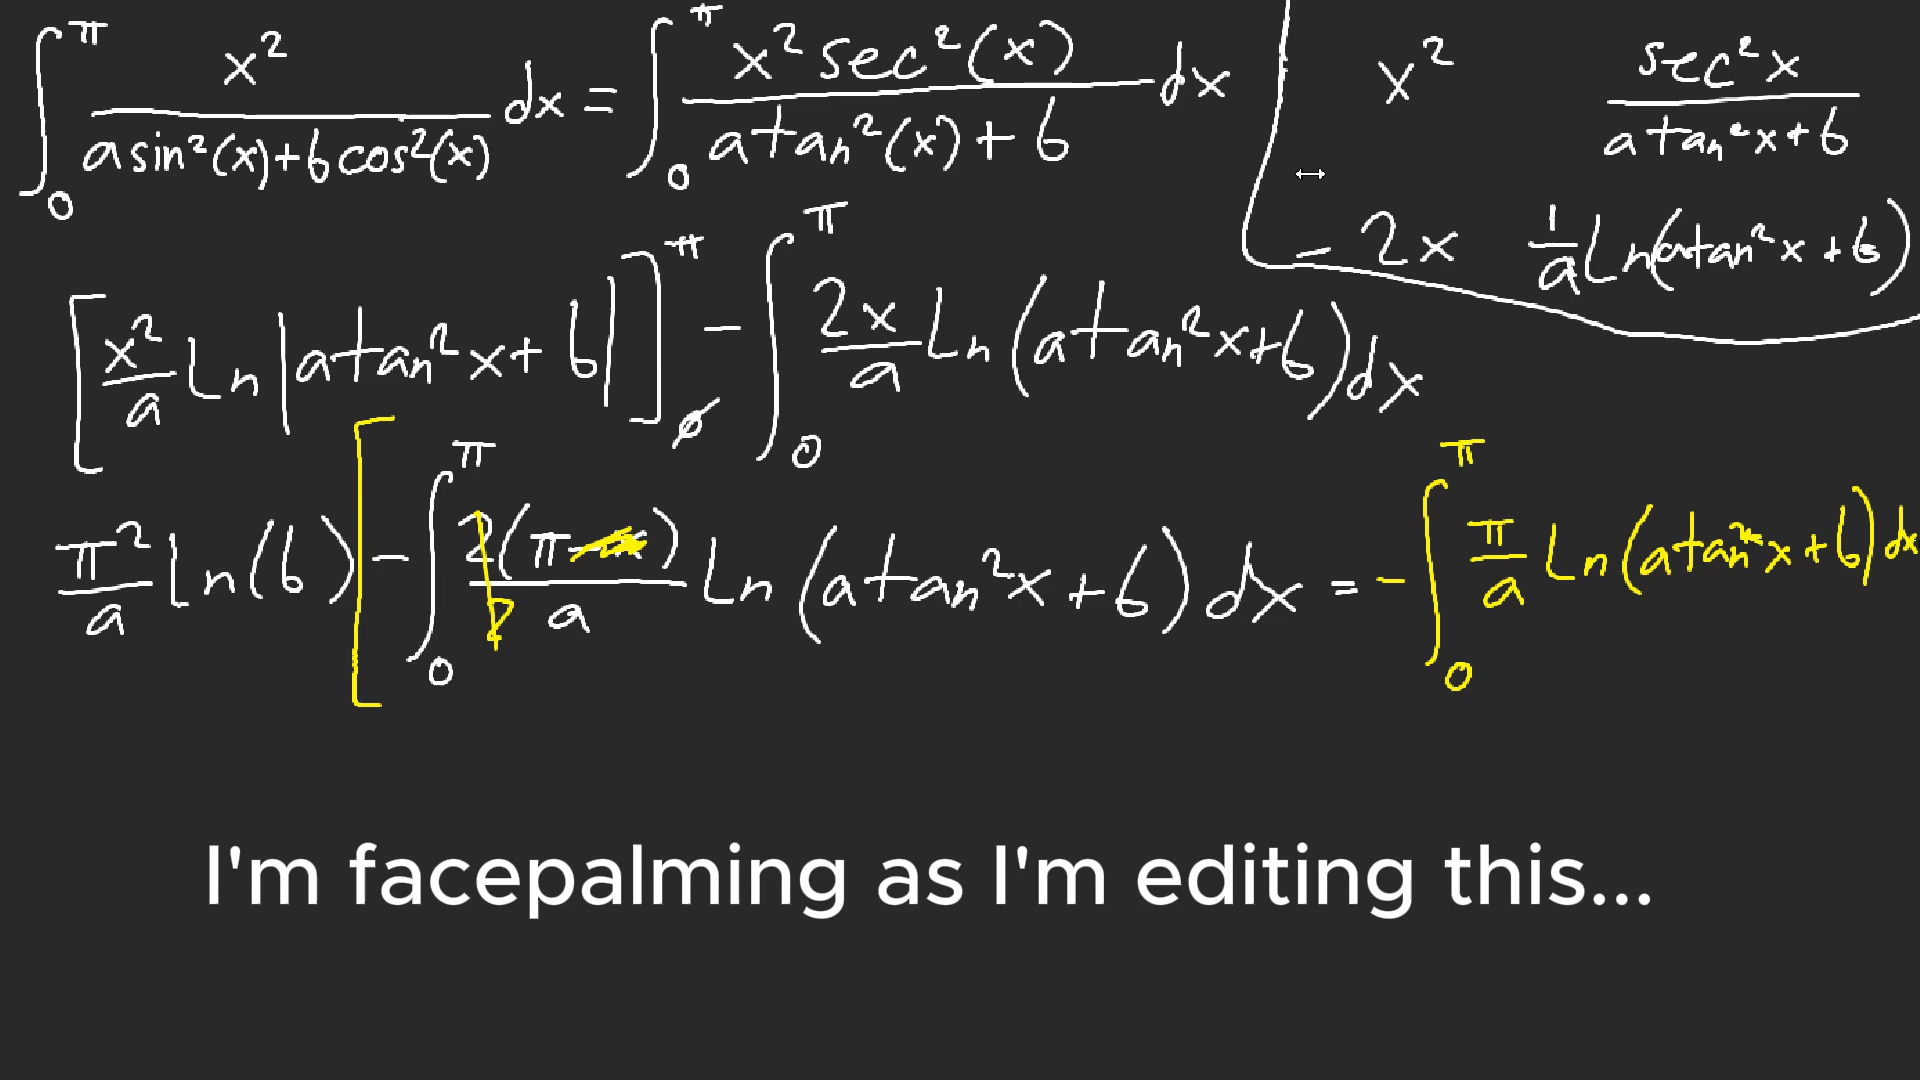 ∫₀^π x²/(a sin²(x)+b cos²(x)) dx = ∫₀^π x² sec²(x)/(a tan²(x)+b) dx
x² sec²x/(a tan²x+b)
- 2x 1/a Ln(a tan²x+b)
[x²/a Ln|a tan²x+b|]₀^π - ∫₀^π 2x/a Ln(a tan²x+b)dx
π²/a Ln(b) [- ∫₀^π 2(π-x)/a Ln(a tan²x+b)dx = - ∫₀^π π/a Ln(a tan²x+b)dx
I'm facepalming as I'm editing this...